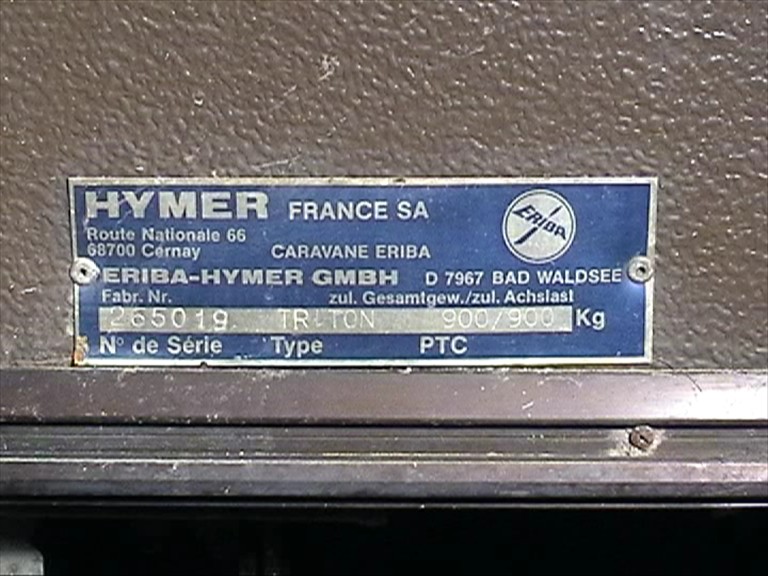 HYMER FRANCE SA
ERIBA
Route Nationale 66
68700 Cernay CARAVANE ERIBA
ERIBA-HYMER GMBH D 7967 BAD WALDSEE
Fabr. Nr. zul. Gesamtgew./zul. Achslast
265019 TRITON 900/900 Kg
N° de Série Type PTC